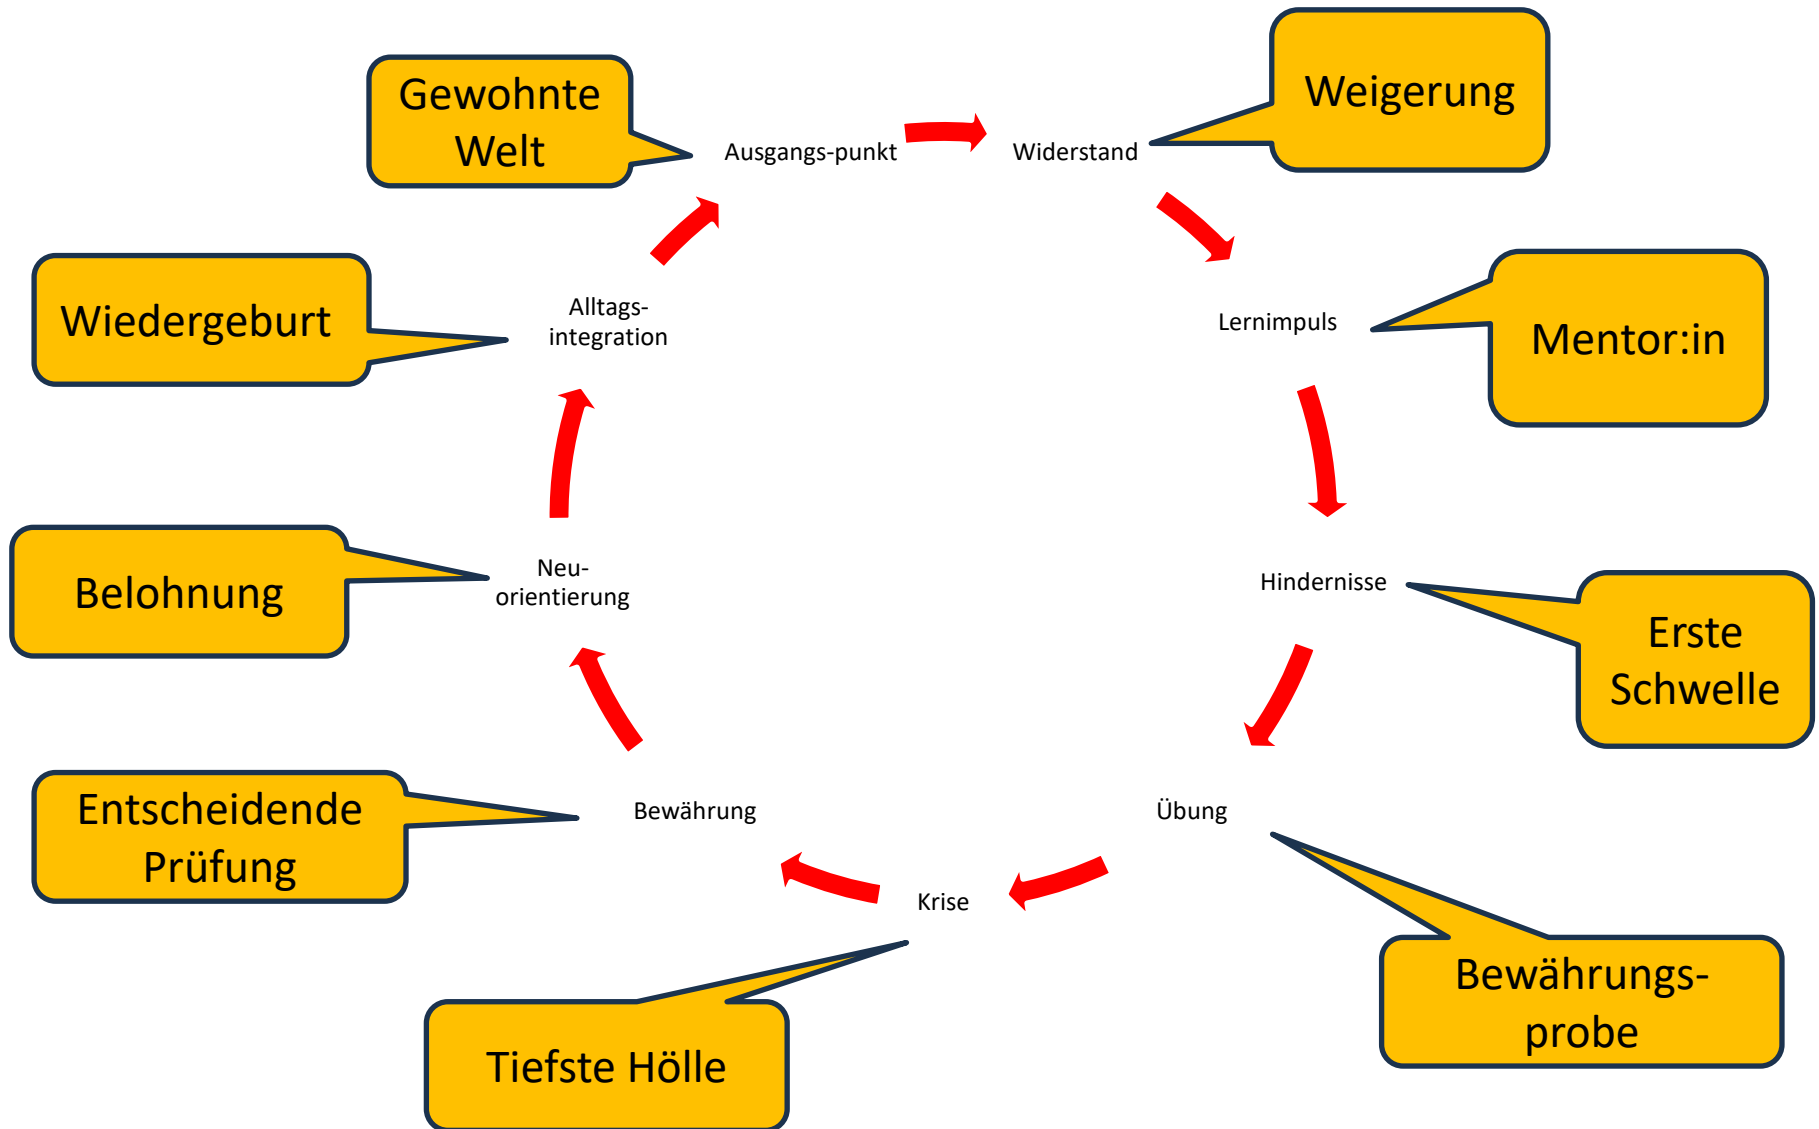 Gewohnte
Welt
Ausgangs-punkt
Widerstand
Weigerung
Wiedergeburt
Alltags-
integration
Lernimpuls
Mentor:in
Belohnung
Neu-
orientierung
Hindernisse
Erste
Schwelle
Entscheidende
Prüfung
Bewährung
Übung
Krise
Tiefste Hölle
Bewährungs-
probe